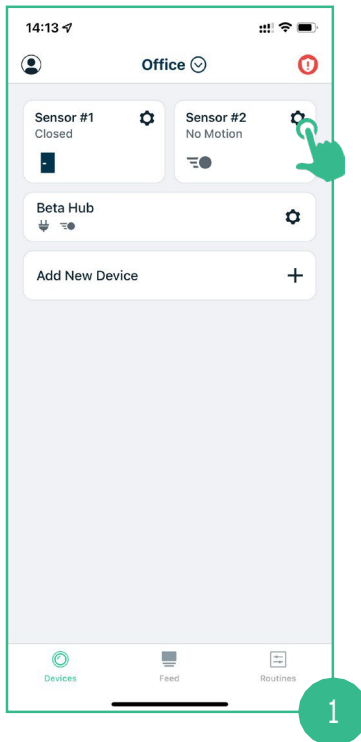 14:13
Office
Sensor #1
Closed
Sensor #2
No Motion
Beta Hub
Add New Device
Devices
Feed
Routines
1